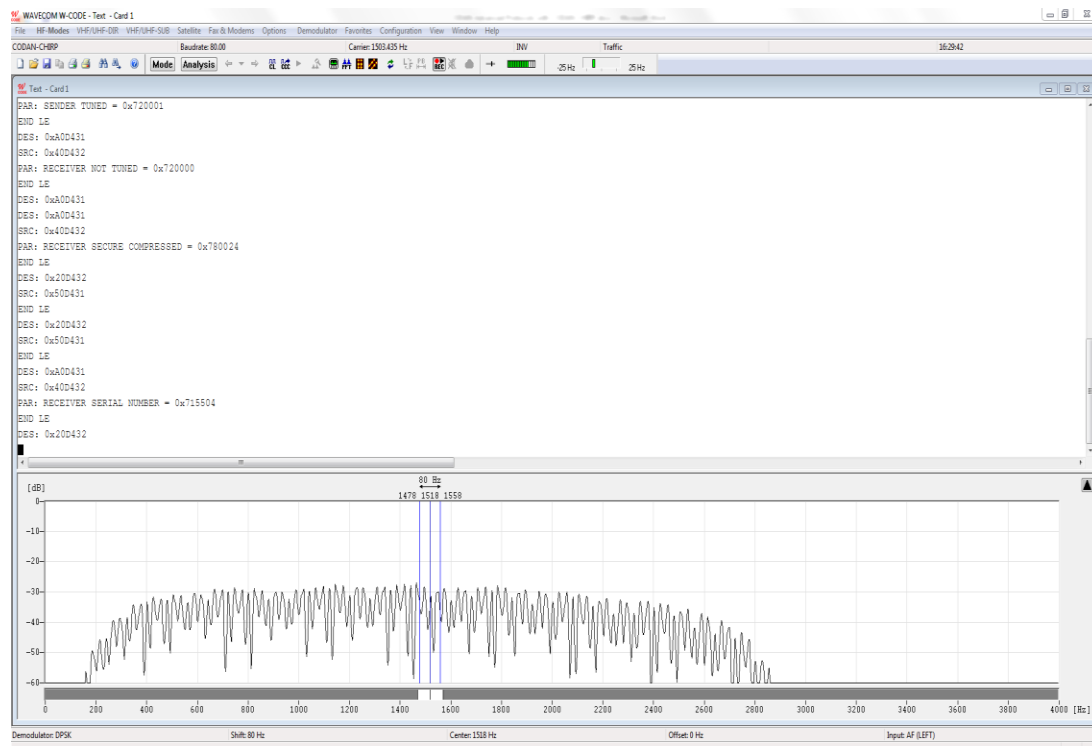 WAVECOM W-CODE - Text - Card 1
File HF-Modes VHF/UHF-DIR VHF/UHF-SUB Satellite Fax & Modems Options Demodulator Favorites Configuration View Window Help
CODAN-CHIRP Baudrate: 80.00 Carrier: 1503.435 Hz INV Traffic 16:29:42
Mode Analysis REC -25 Hz 25 Hz
Text - Card 1
PAR: SENDER TUNED = 0x720001
END LE
DES: 0xA0D431
SRC: 0x40D432
PAR: RECEIVER NOT TUNED = 0x720000
END LE
DES: 0xA0D431
DES: 0xA0D431
SRC: 0x40D432
PAR: RECEIVER SECURE COMPRESSED = 0x780024
END LE
DES: 0x20D432
SRC: 0x50D431
END LE
DES: 0x20D432
SRC: 0x50D431
END LE
DES: 0xA0D431
SRC: 0x40D432
PAR: RECEIVER SERIAL NUMBER = 0x715504
END LE
DES: 0x20D432
80 Hz
[dB] 1478 1518 1558
0
-10
-20
-30
-40
-50
-60
0 200 400 600 800 1000 1200 1400 1600 1800 2000 2200 2400 2600 2800 3000 3200 3400 3600 3800 4000 [Hz]
Demodulator: DPSK Shift: 80 Hz Center: 1518 Hz Offset: 0 Hz Input: AF (LEFT)